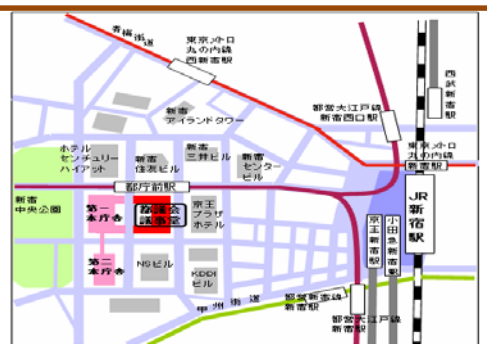 青梅街道
東京メトロ
丸の内線
西新宿駅
西武新宿駅
新宿
アイランドタワー
都営大江戸線
新宿西口駅
東京メトロ
丸の内線
新宿駅
ホテル
センチュリー
ハイアット
新宿
住友ビル
新宿
三井ビル
新宿
センター
ビル
都庁前駅
新宿
中央公園
第一
本庁舎
都議会
議事堂
京王
プラザ
ホテル
JR新宿駅
京王新宿駅
小田急新宿駅
第二
本庁舎
NSビル
KDDI
ビル
甲州街道
都営新宿線
新宿駅
都営大江戸線
新宿駅